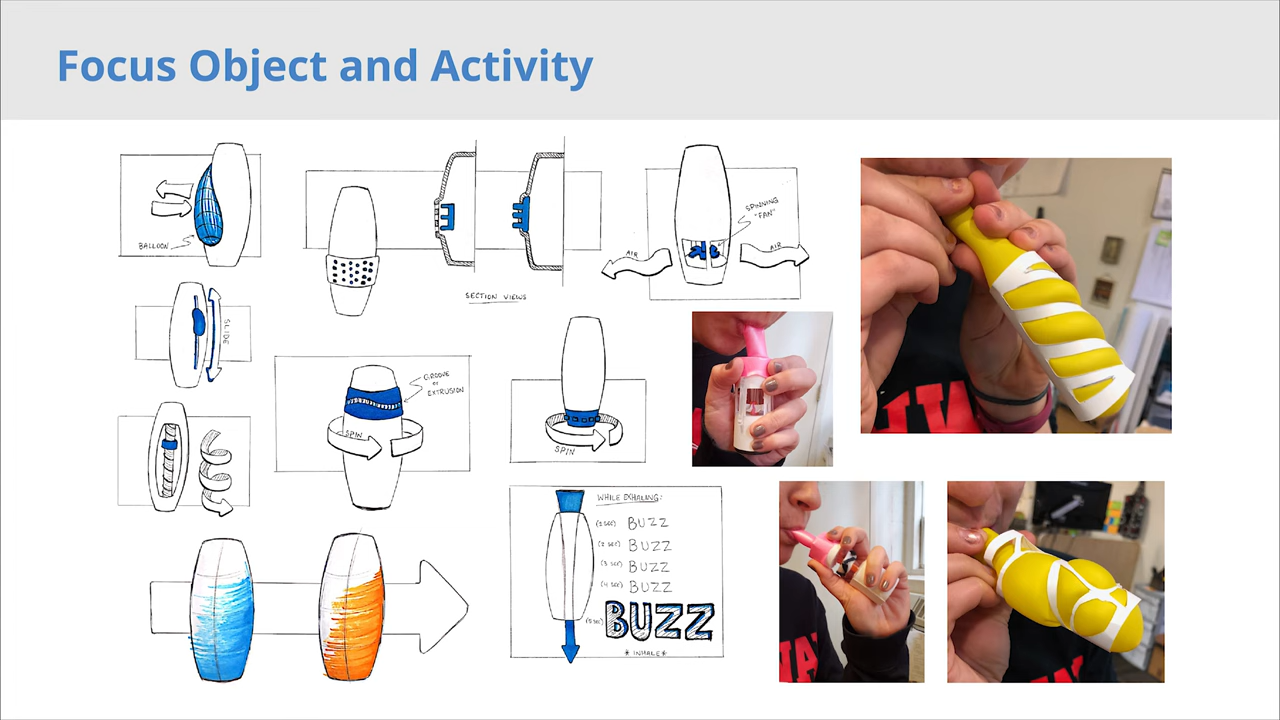 Focus Object and Activity
BALLOON
SECTION VIEWS
AIR
AIR
SPINNING
"FAN"
SLIDE
GROOVE
or
EXTRUSION
SPIN
SPIN
WHILE EXHALING:
(1 SEC) BUZZ
(2 SEC) BUZZ
(3 SEC) BUZZ
(4 SEC) BUZZ
(5 SEC) BUZZ
*INHALE*